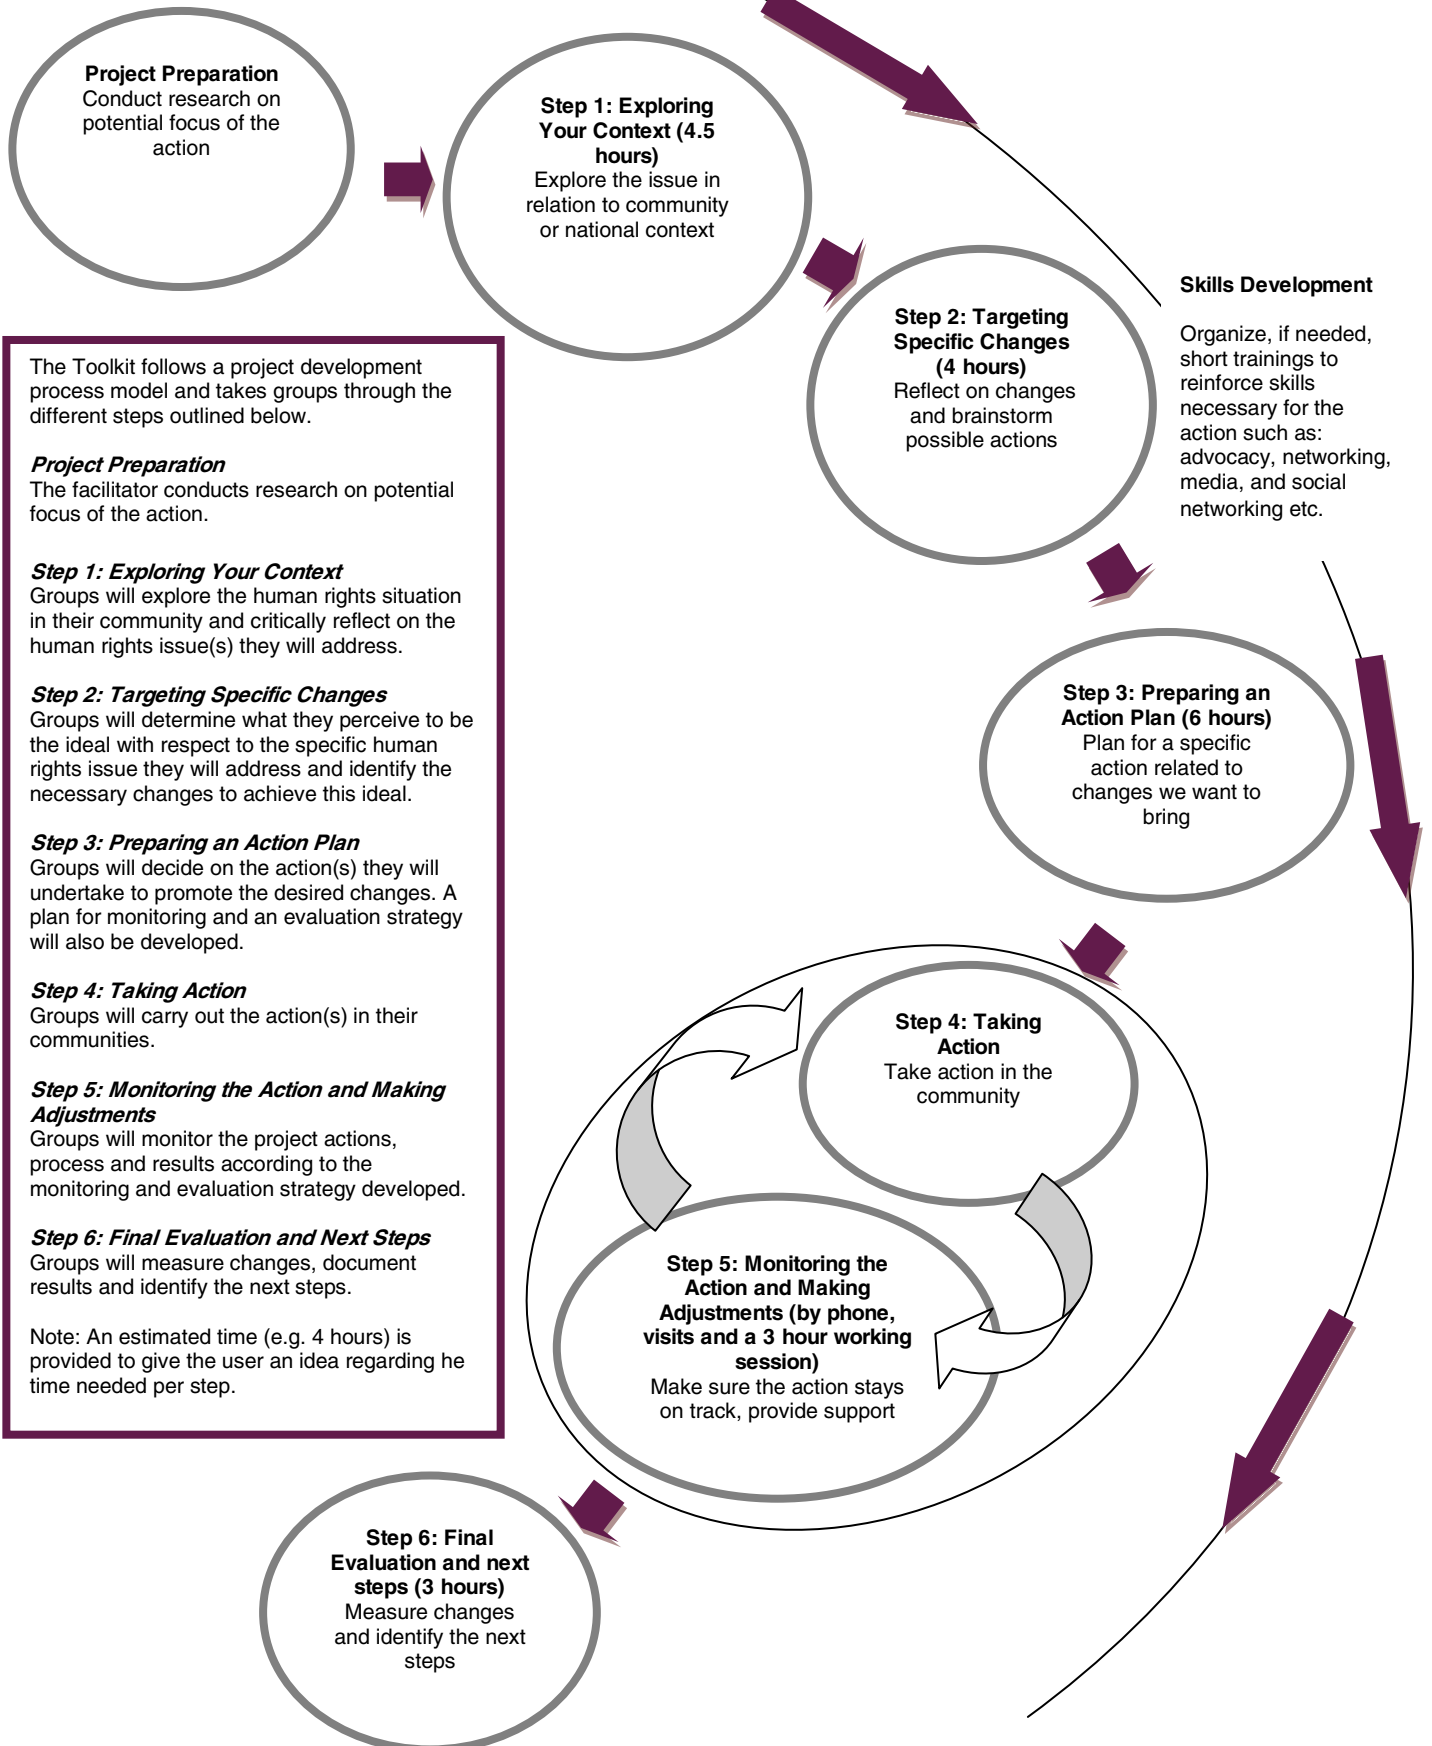 Project Preparation
Conduct research on
potential focus of the
action
Step 1: Exploring
Your Context (4.5
hours)
Explore the issue in
relation to community
or national context
Step 2: Targeting
Specific Changes
(4 hours)
Reflect on changes
and brainstorm
possible actions
Skills Development
Organize, if needed,
short trainings to
reinforce skills
necessary for the
action such as:
advocacy, networking,
media, and social
networking etc.
The Toolkit follows a project development
process model and takes groups through the
different steps outlined below.
Project Preparation
The facilitator conducts research on potential
focus of the action.
Step 1: Exploring Your Context
Groups will explore the human rights situation
in their community and critically reflect on the
human rights issue(s) they will address.
Step 2: Targeting Specific Changes
Groups will determine what they perceive to be
the ideal with respect to the specific human
rights issue they will address and identify the
necessary changes to achieve this ideal.
Step 3: Preparing an Action Plan
Groups will decide on the action(s) they will
undertake to promote the desired changes. A
plan for monitoring and an evaluation strategy
will also be developed.
Step 4: Taking Action
Groups will carry out the action(s) in their
communities.
Step 5: Monitoring the Action and Making
Adjustments
Groups will monitor the project actions,
process and results according to the
monitoring and evaluation strategy developed.
Step 6: Final Evaluation and Next Steps
Groups will measure changes, document
results and identify the next steps.
Note: An estimated time (e.g. 4 hours) is
provided to give the user an idea regarding he
time needed per step.
Step 3: Preparing an
Action Plan (6 hours)
Plan for a specific
action related to
changes we want to
bring
Step 4: Taking
Action
Take action in the
community
Step 5: Monitoring the
Action and Making
Adjustments (by phone,
visits and a 3 hour working
session)
Make sure the action stays
on track, provide support
Step 6: Final
Evaluation and next
steps (3 hours)
Measure changes
and identify the next
steps